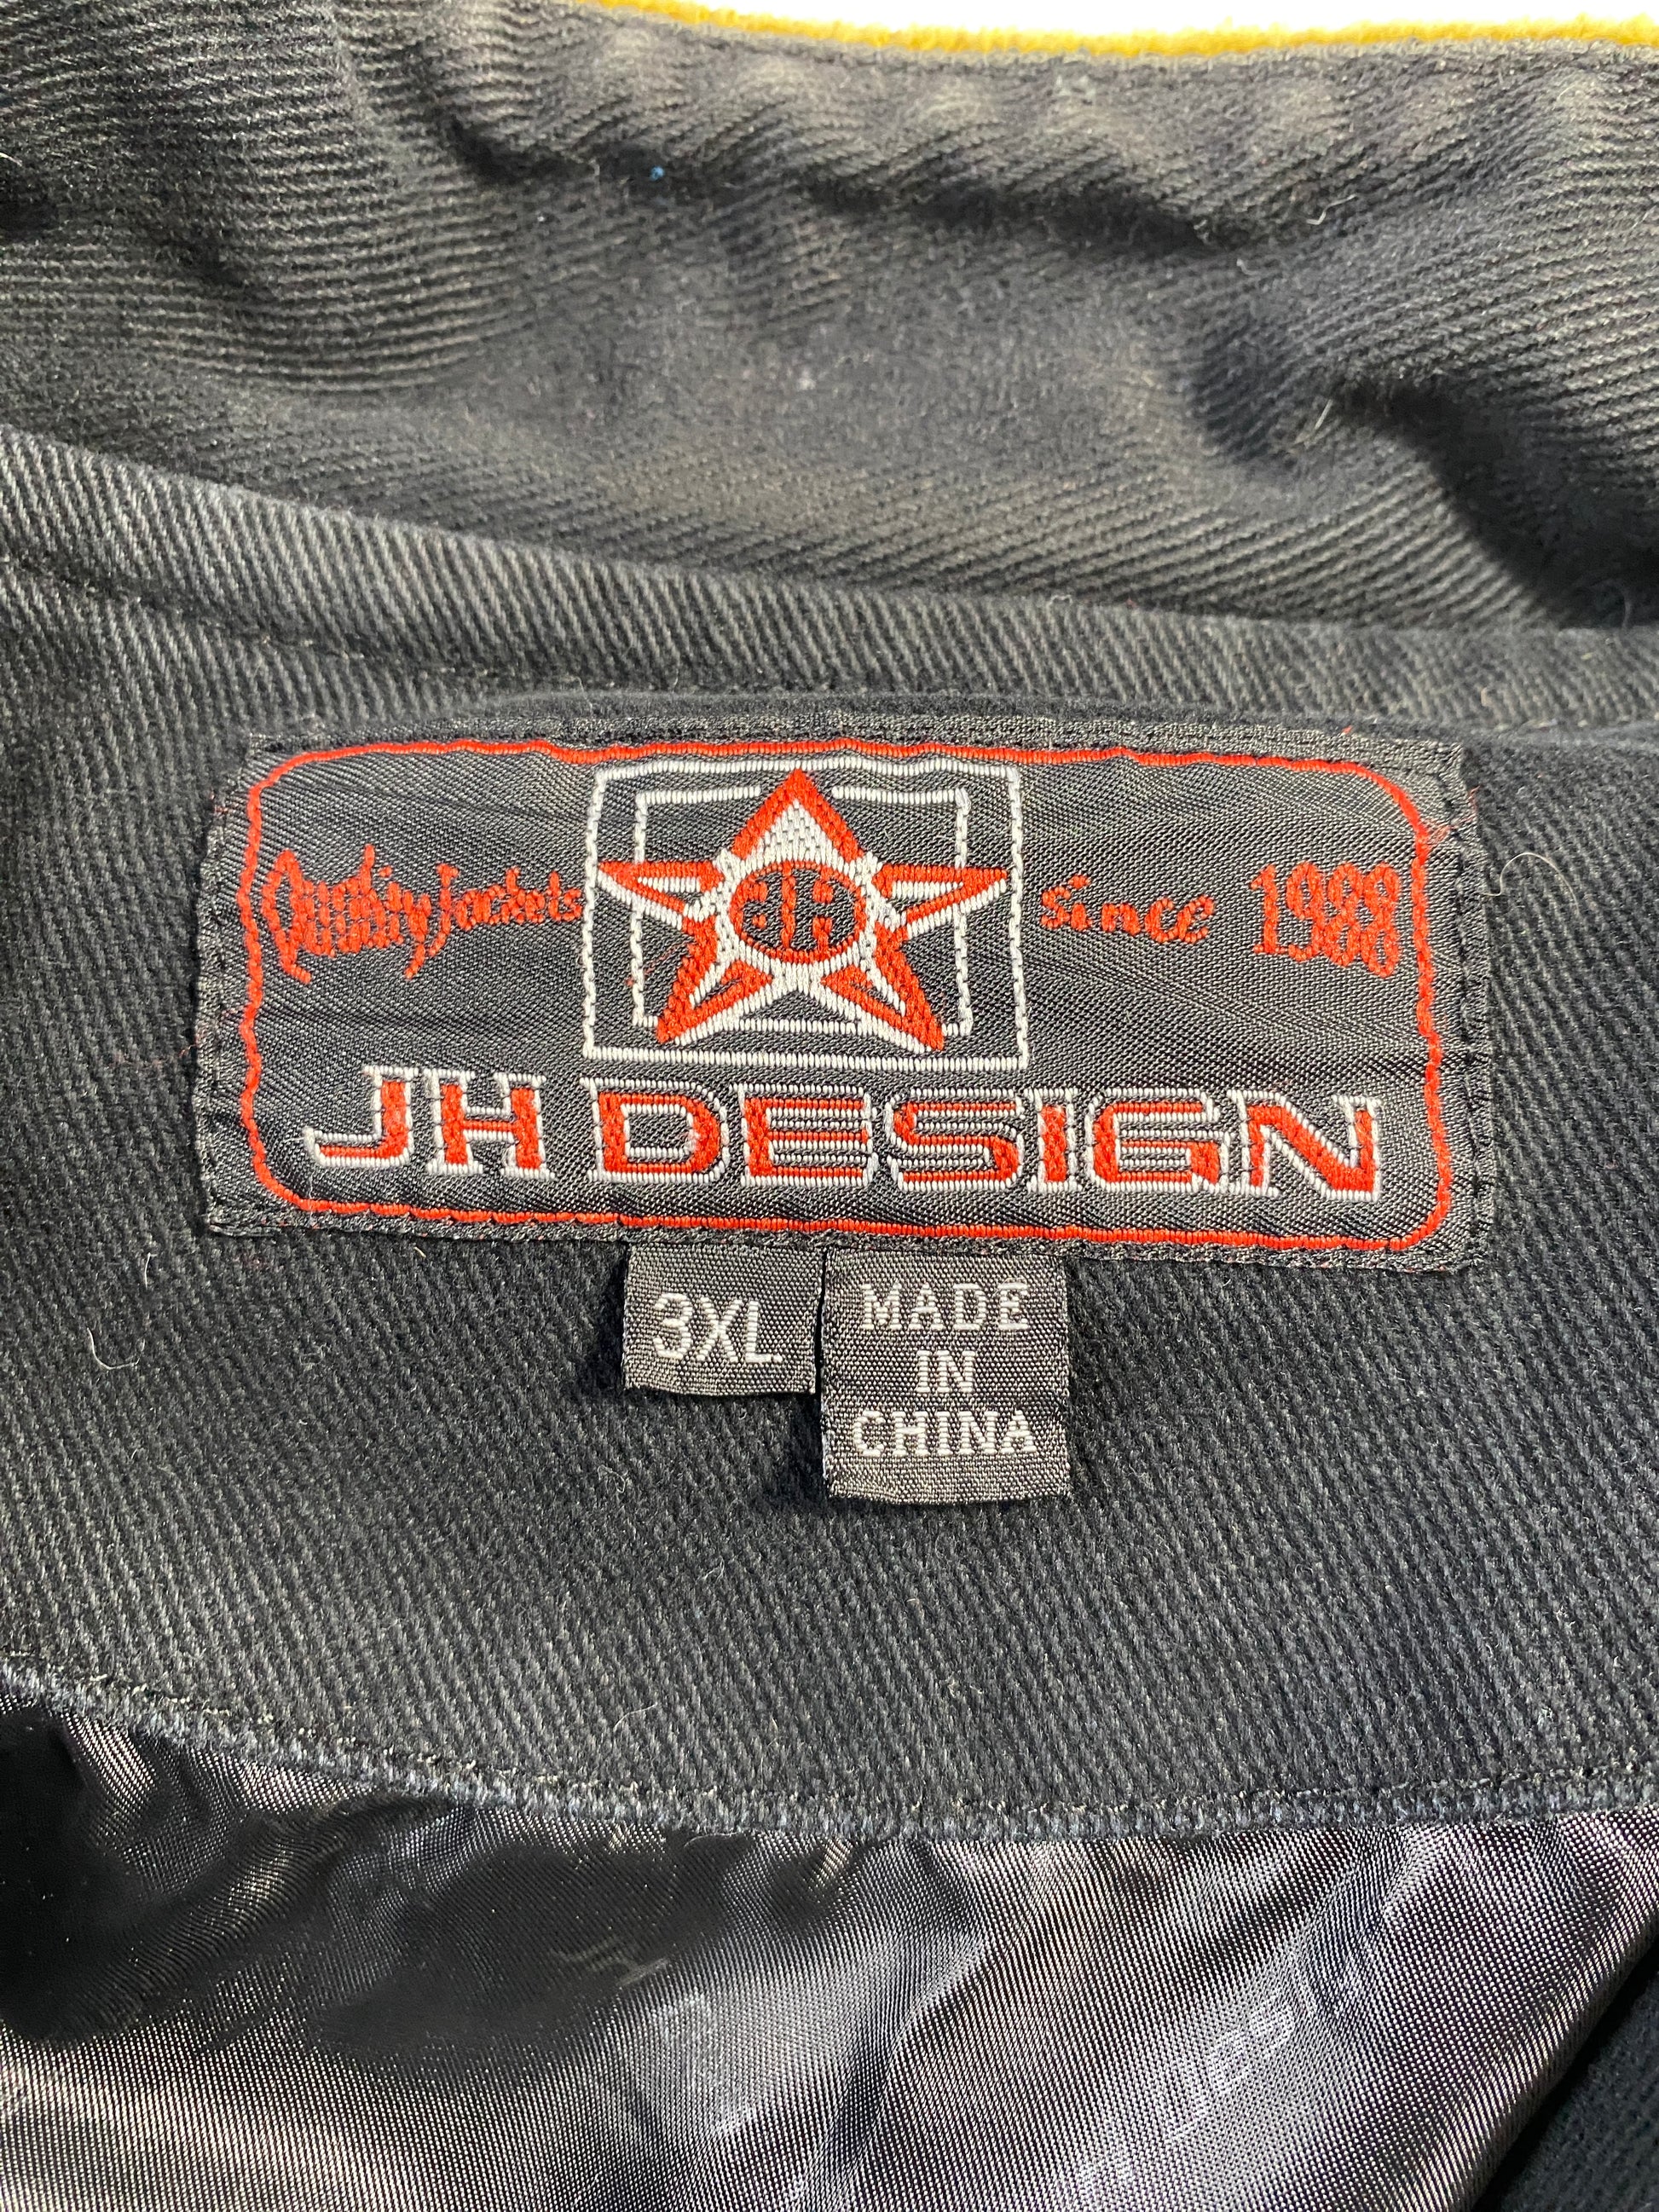 Quality Jackets
JH
Since 1988
JH DESIGN
3XL
MADE
IN
CHINA